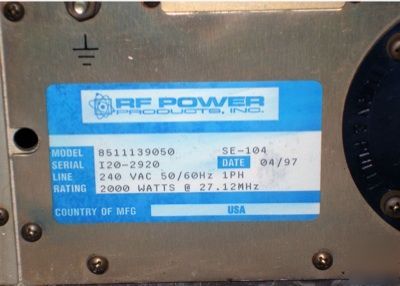 RF POWER
PRODUCTS, INC.
MODEL 8511139050 SE-104
SERIAL I20-2920 DATE 04/97
LINE 240 VAC 50/60Hz 1PH
RATING 2000 WATTS @ 27.12MHz
COUNTRY OF MFG USA